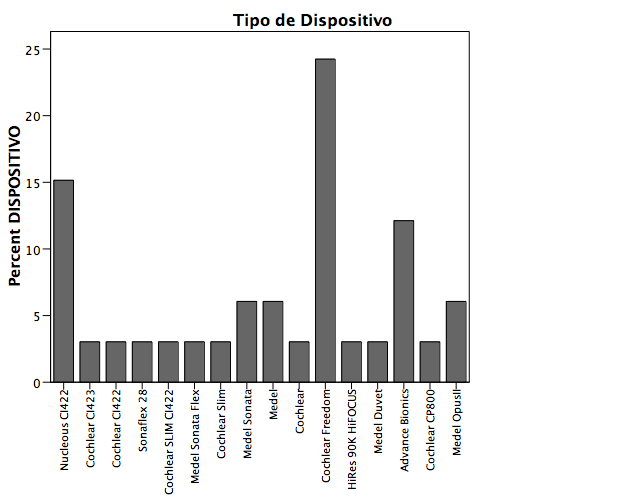 Tipo de Dispositivo
Percent DISPOSITIVO
25
20
15
10
5
0
Nucleous CI422
Cochlear CI423
Cochlear CI422
Sonaflex 28
Cochlear SLIM CI422
Medel Sonata Flex
Cochlear Slim
Medel Sonata
Medel
Cochlear
Cochlear Freedom
HiRes 90K HiFOCUS
Medel Duvet
Advance Bionics
Cochlear CP800
Medel OpusII